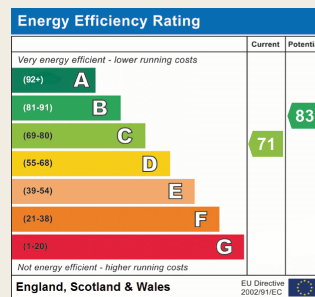 Energy Efficiency Rating
Current Potenti
Very energy efficient - lower running costs
(92+) A
(81-91) B
83
(69-80) C
71
(55-68) D
(39-54) E
(21-38) F
(1-20) G
Not energy efficient - higher running costs
England, Scotland & Wales
EU Directive
2002/91/EC